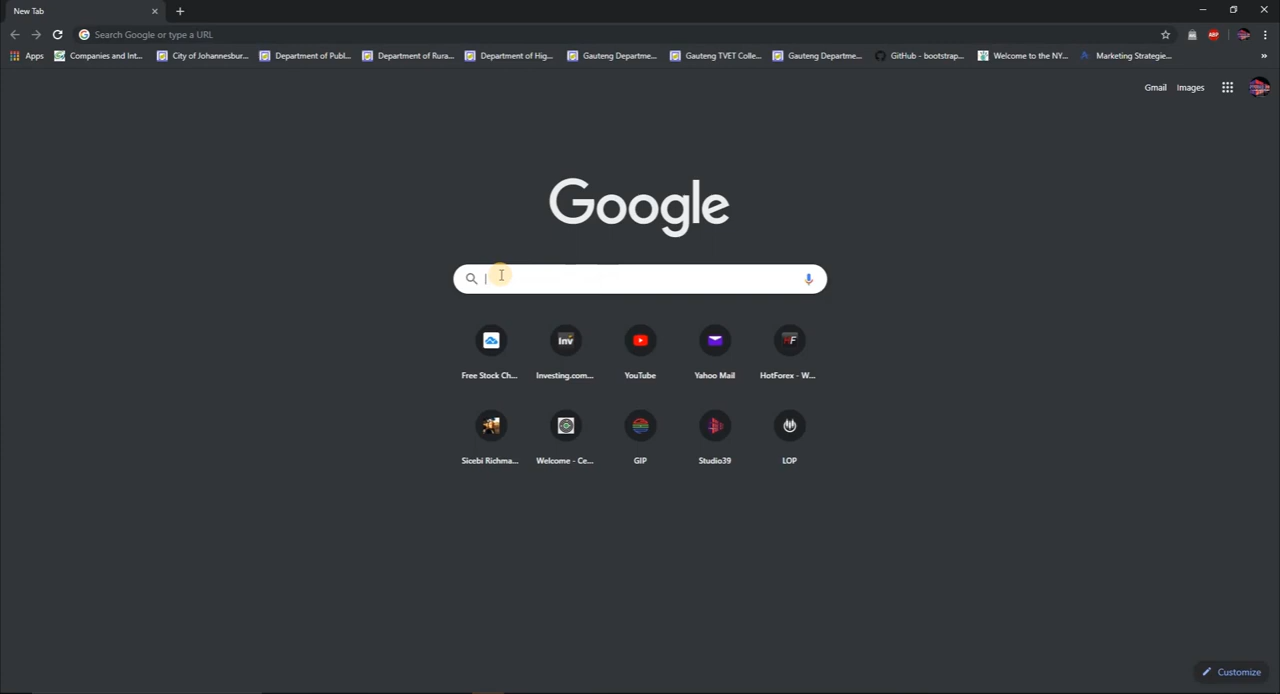 New Tab
Search Google or type a URL
Apps Companies and Int... City of Johannesbur... Department of Publ... Department of Rura... Department of Hig... Gauteng Departme... Gauteng TVET Colle... Gauteng Departme... GitHub - bootstrap... Welcome to the NY... Marketing Strategie... »
ABP
Gmail Images
Google
Inv HF
Free Stock Ch... Investing.com... YouTube Yahoo Mail HotForex - W...
Sicebi Richma... Welcome - Ce... GIP Studio39 LOP
Customize